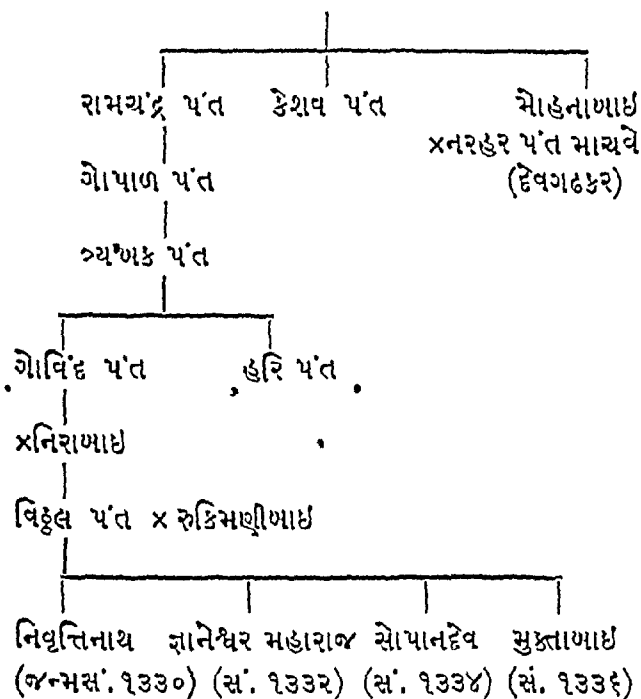 રામચંદ્ર પંત કેશવ પંત મોહનાબાઈ
×નરહર પંત માચવે
(દેવગઢકર)
ગોપાળ પંત
ત્ર્યંબક પંત
ગોવિંદ પંત હરિ પંત
×નિરાબાઈ
વિઠ્ઠલ પંત × રુકિમણીબાઈ
નિવૃત્તિનાથ જ્ઞાનેશ્વર મહારાજ સોપાનદેવ મુક્તાબાઈ
(જન્મસં. ૧૩૩૦) (સં. ૧૩૩૨) (સં. ૧૩૩૪) (સં. ૧૩૩૬)